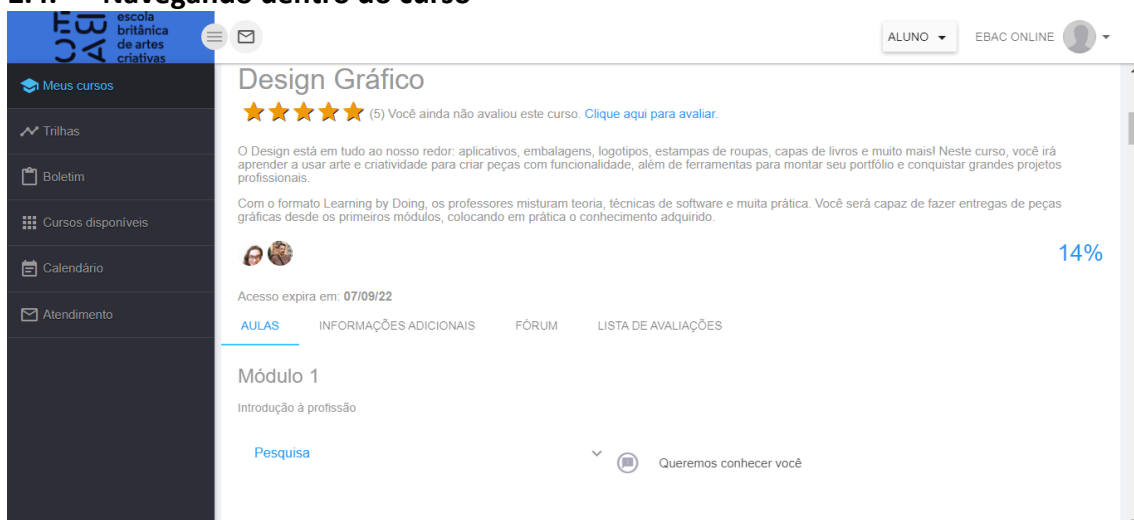 2.4. Navegando dentro do curso
escola
britânica
de artes
criativas
ALUNO
EBAC ONLINE
Meus cursos
Trilhas
Boletim
Cursos disponíveis
Calendário
Atendimento
Design Gráfico
(5) Você ainda não avaliou este curso. Clique aqui para avaliar.
O Design está em tudo ao nosso redor: aplicativos, embalagens, logotipos, estampas de roupas, capas de livros e muito mais! Neste curso, você irá
aprender a usar arte e criatividade para criar peças com funcionalidade, além de ferramentas para montar seu portfólio e conquistar grandes projetos
profissionais.
Com o formato Learning by Doing, os professores misturam teoria, técnicas de software e muita prática. Você será capaz de fazer entregas de peças
gráficas desde os primeiros módulos, colocando em prática o conhecimento adquirido.
14%
Acesso expira em: 07/09/22
AULAS INFORMAÇÕES ADICIONAIS FÓRUM LISTA DE AVALIAÇÕES
Módulo 1
Introdução à profissão
Pesquisa
Queremos conhecer você